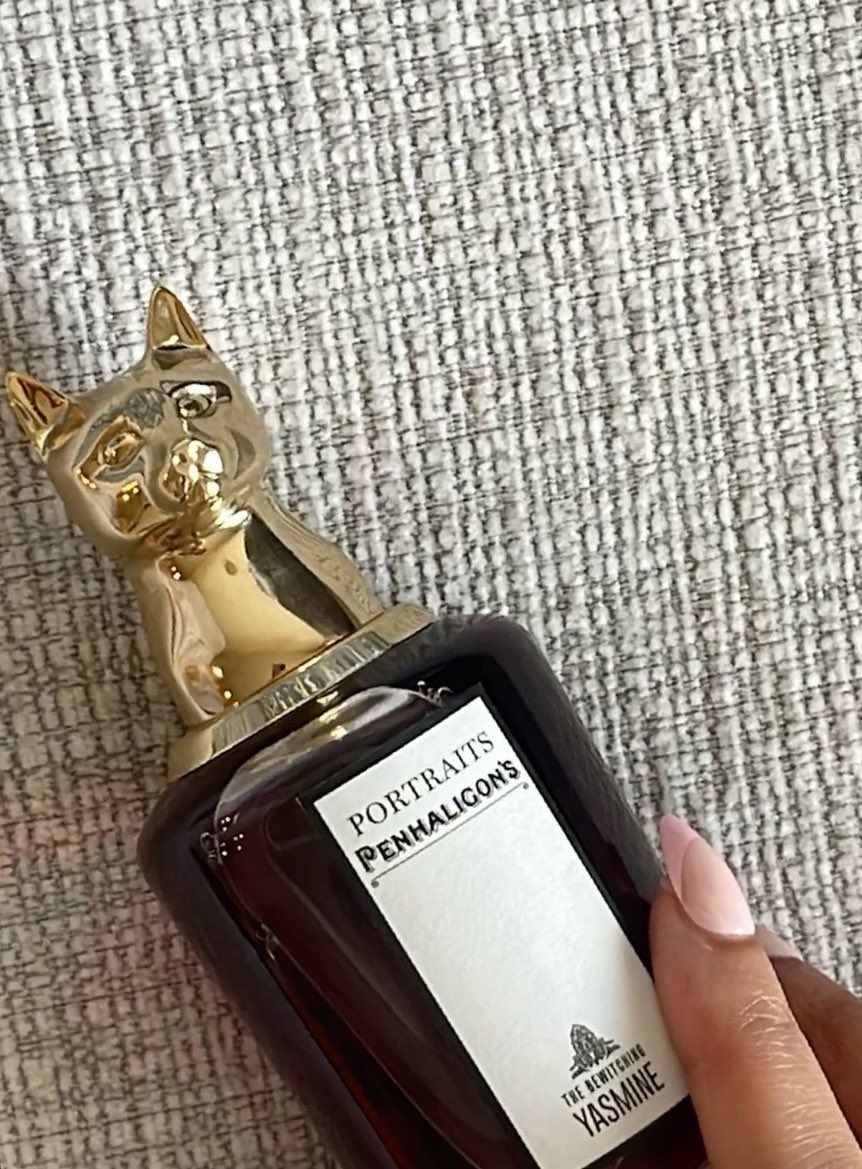 PORTRAITS
PENHALIGON'S
THE BEWITCHING
YASMINE